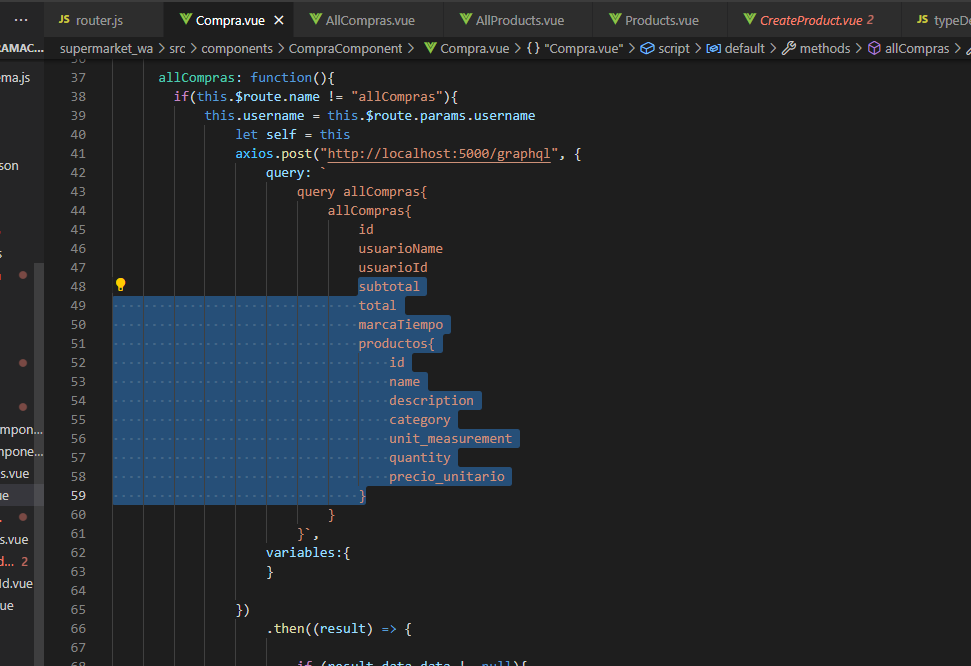 ··· JS router.js Compra.vue × AllCompras.vue AllProducts.vue Products.vue CreateProduct.vue 2 JS typeDe
RAMAC... supermarket_wa > src > components > CompraComponent > Compra.vue > {} "Compra.vue" > script > default > methods > allCompras >
ema.js
37 allCompras: function(){
38 if(this.$route.name != "allCompras"){
39 this.username = this.$route.params.username
40 let self = this
41 axios.post("http://localhost:5000/graphql", {
son
42 query: `
43 query allCompras{
44 allCompras{
45 id
46 usuarioName
s
47 usuarioId
48 subtotal
49 total
50 marcaTiempo
51 productos{
52 id
53 name
54 description
55 category
mpon...
56 unit_measurement
mpone...
57 quantity
s.vue
58 precio_unitario
ue
59 }
60 }
61 }`,
s.vue
62 variables:{
d... 2
63 }
Id.vue
64
ue
65 })
66 .then((result) => {
67
68 if (result.data.data != null){